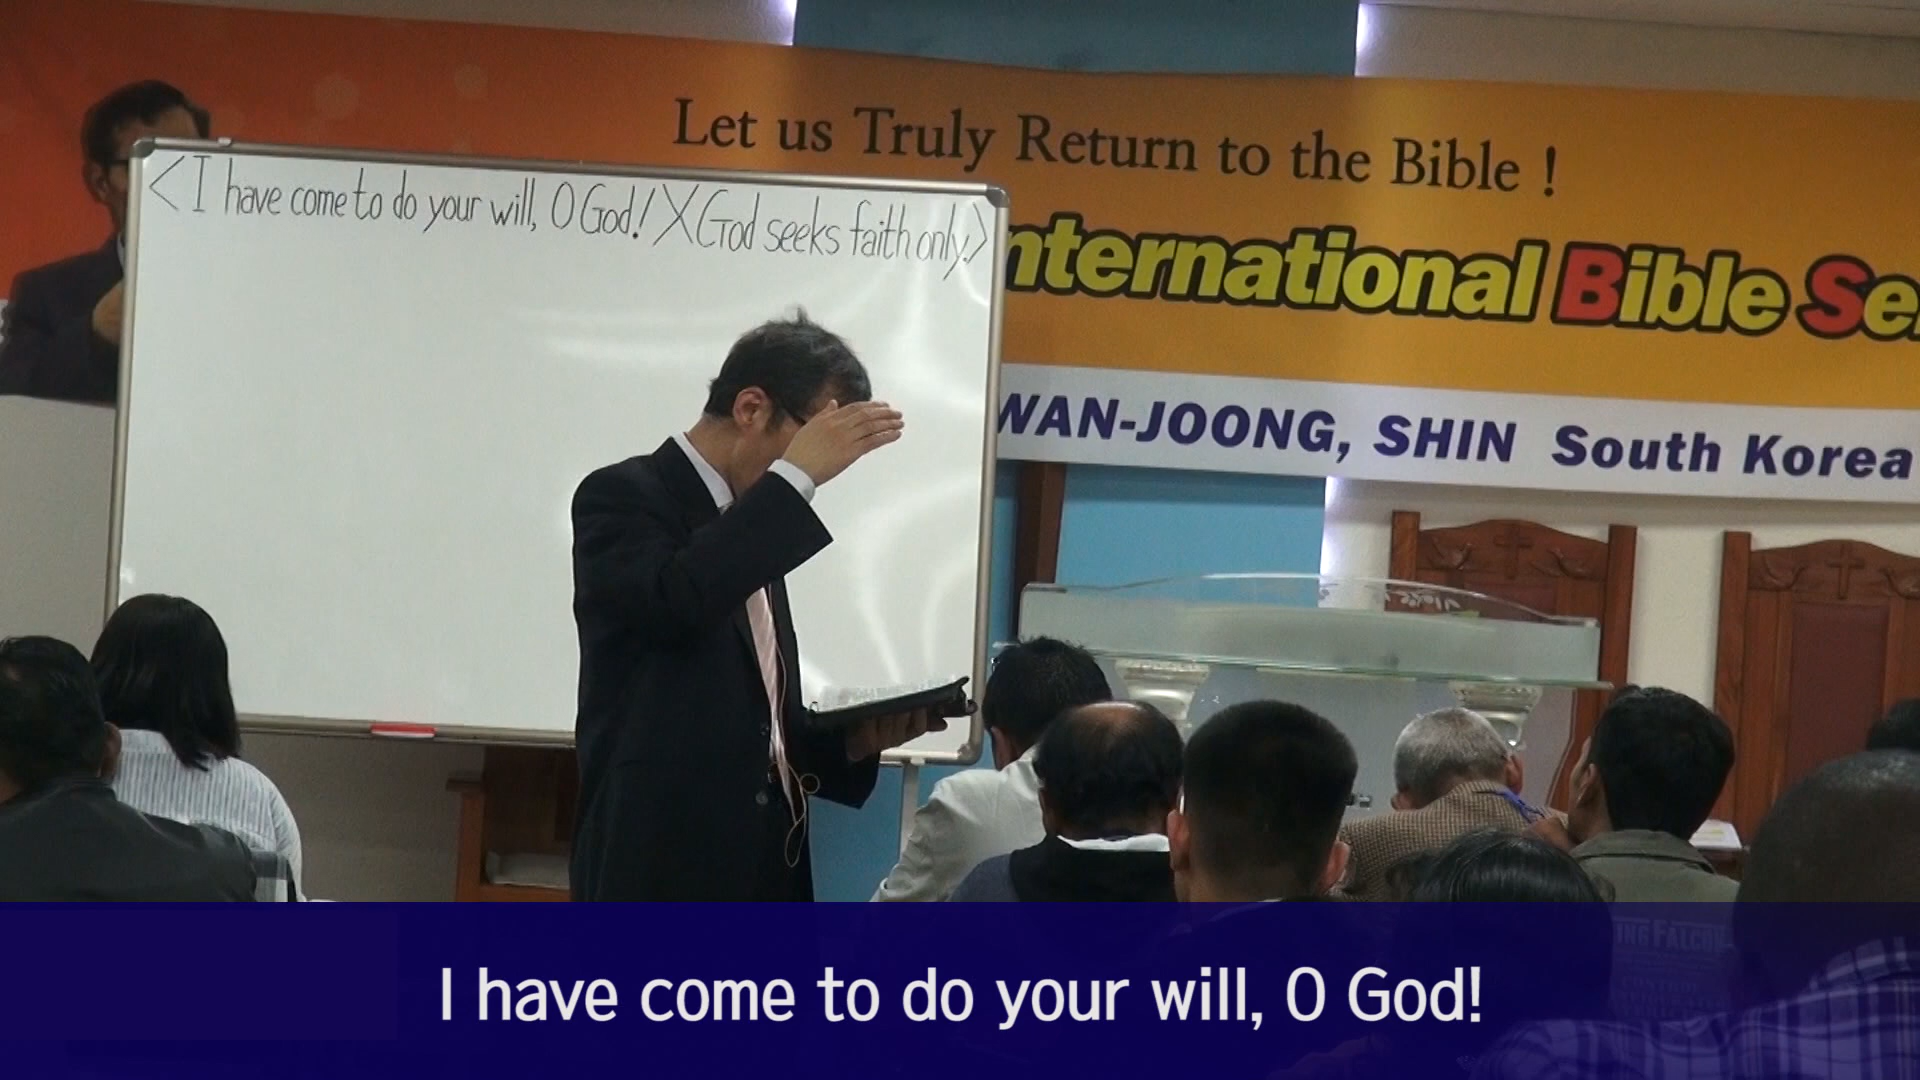 Let us Truly Return to the Bible !
<I have come to do your will, O God!><God seeks faith only.>
nternational Bible Se
WAN-JOONG, SHIN South Korea
I have come to do your will, O God!